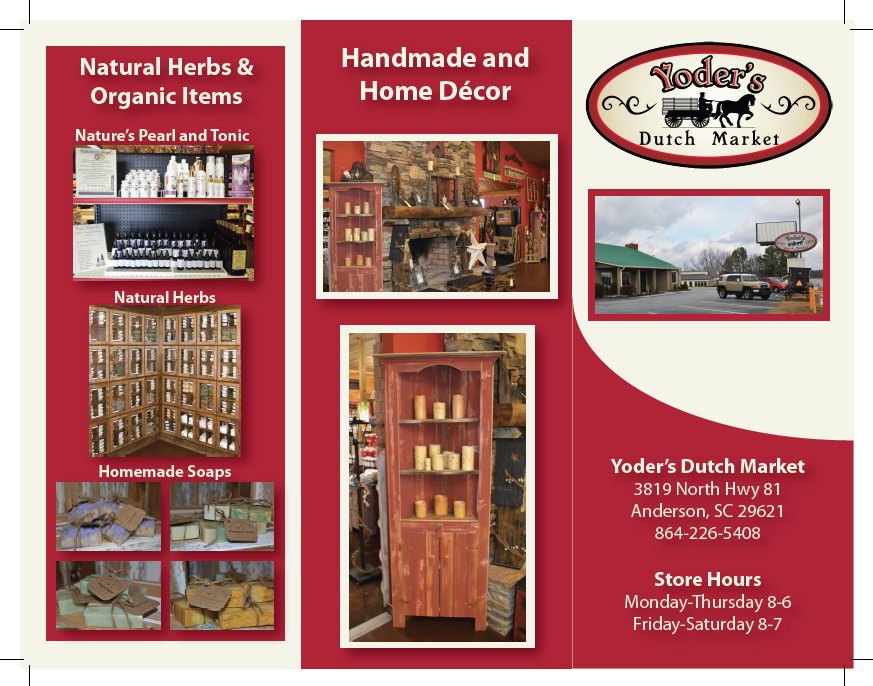 Natural Herbs &
Organic Items
Nature's Pearl and Tonic
Natural Herbs
Homemade Soaps
Handmade and
Home Décor
Yoder's
Dutch Market
Yoder's
Yoder's Dutch Market
3819 North Hwy 81
Anderson, SC 29621
864-226-5408
Store Hours
Monday-Thursday 8-6
Friday-Saturday 8-7